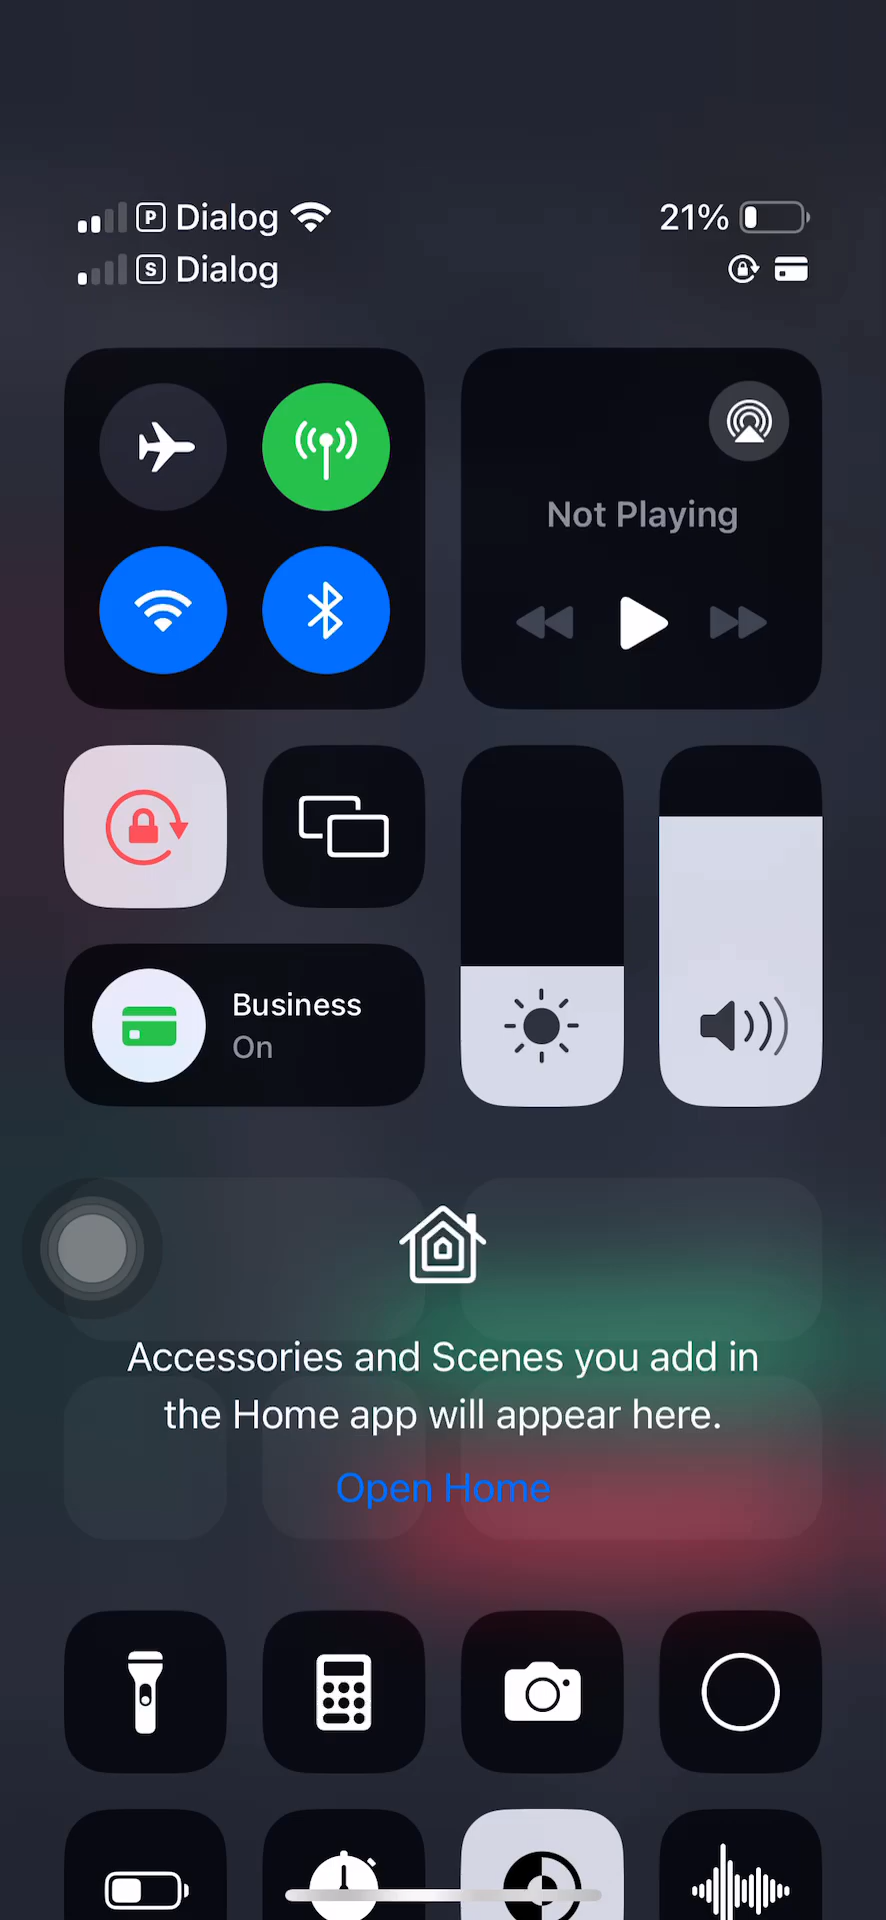 P Dialog
21%
S Dialog
Not Playing
Business
On
Accessories and Scenes you add in
the Home app will appear here.
Open Home